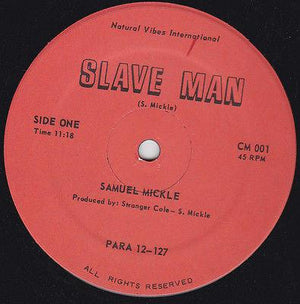 Natural Vibes International
SLAVE MAN
(S. Mickle)
SIDE ONE
Time 11:18
CM 001
45 RPM
SAMUEL MICKLE
Produced by: Stranger Cole- S. Mickle
PARA 12-127
ALL RIGHTS RESERVED